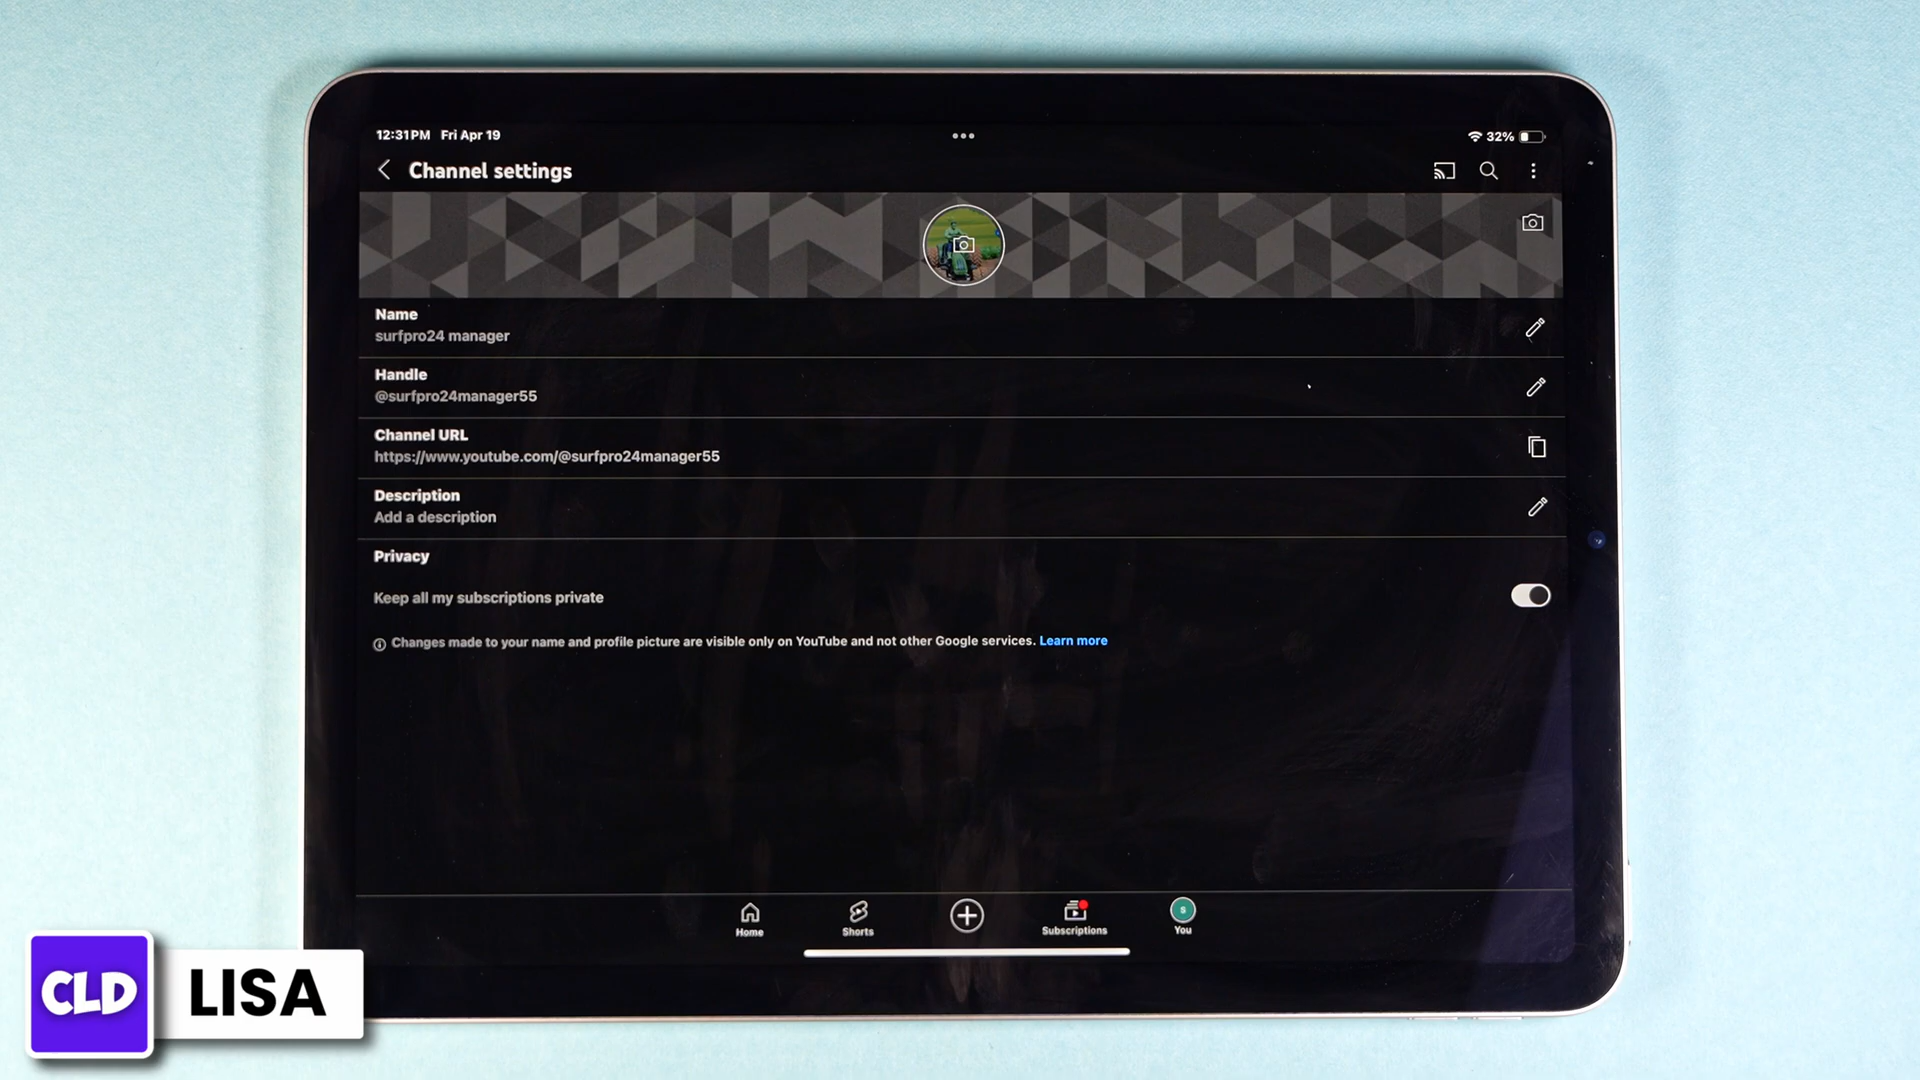 12:31PM Fri Apr 19
32%
Channel settings
Name
surfpro24 manager
Handle
@surfpro24manager55
Channel URL
https://www.youtube.com/@surfpro24manager55
Description
Add a description
Privacy
Keep all my subscriptions private
Changes made to your name and profile picture are visible only on YouTube and not other Google services. Learn more
Home
Shorts
Subscriptions
S
You
CLD
LISA